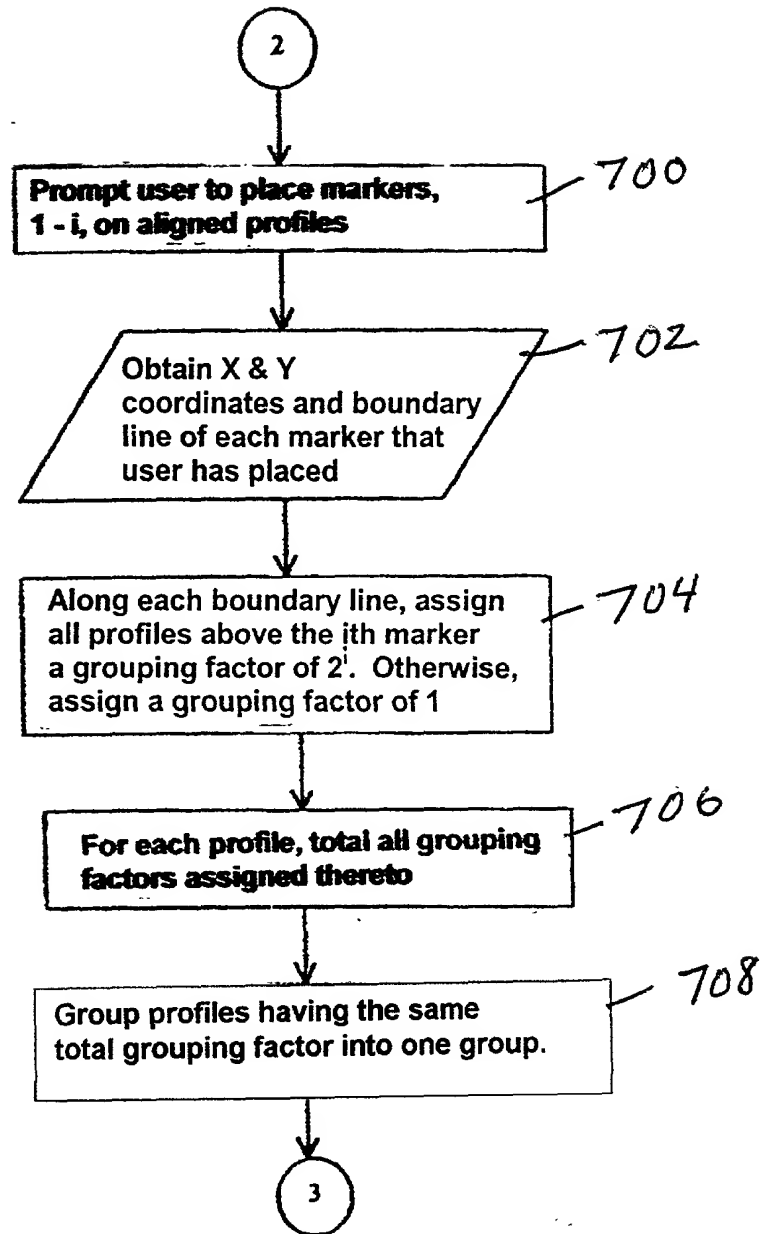 2
Prompt user to place markers,
1 - i, on aligned profiles
700
Obtain X & Y
coordinates and boundary
line of each marker that
user has placed
702
Along each boundary line, assign
all profiles above the ith marker
a grouping factor of 2ⁱ. Otherwise,
assign a grouping factor of 1
704
For each profile, total all grouping
factors assigned thereto
706
Group profiles having the same
total grouping factor into one group.
708
3